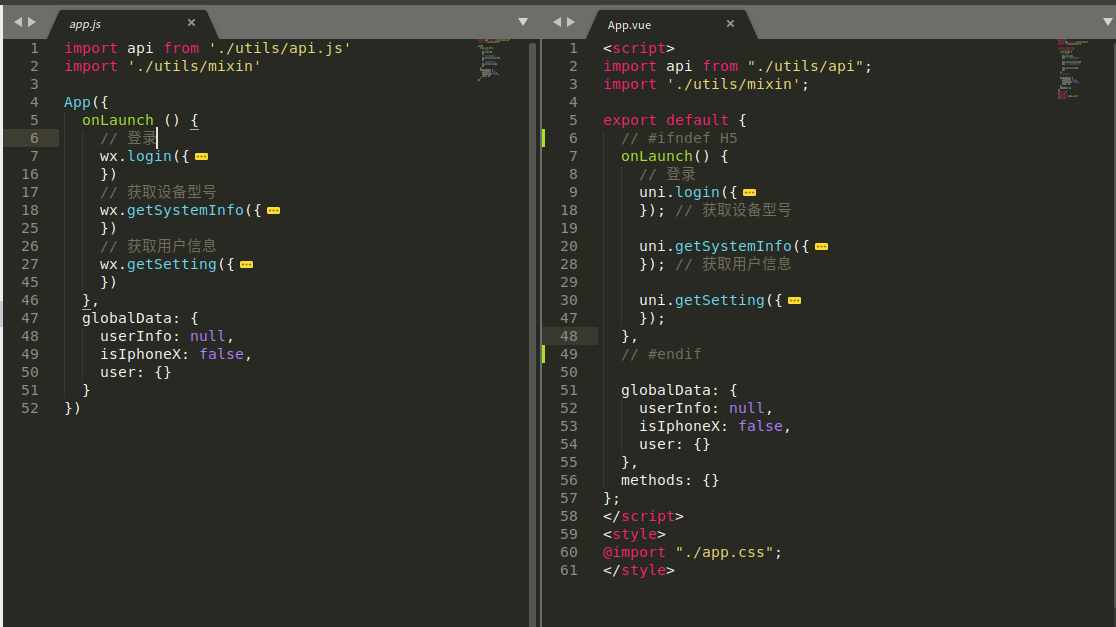 app.js ×
1 import api from './utils/api.js'
2 import './utils/mixin'
3
4 App({
5 onLaunch () {
6 // 登录
7 wx.login({
16 })
17 // 获取设备型号
18 wx.getSystemInfo({
25 })
26 // 获取用户信息
27 wx.getSetting({
45 })
46 },
47 globalData: {
48 userInfo: null,
49 isIphoneX: false,
50 user: {}
51 }
52 })
App.vue ×
1 <script>
2 import api from "./utils/api";
3 import './utils/mixin';
4
5 export default {
6 // #ifndef H5
7 onLaunch() {
8 // 登录
9 uni.login({
18 }); // 获取设备型号
19
20 uni.getSystemInfo({
28 }); // 获取用户信息
29
30 uni.getSetting({
47 });
48 },
49 // #endif
50
51 globalData: {
52 userInfo: null,
53 isIphoneX: false,
54 user: {}
55 },
56 methods: {}
57 };
58 </script>
59 <style>
60 @import "./app.css";
61 </style>